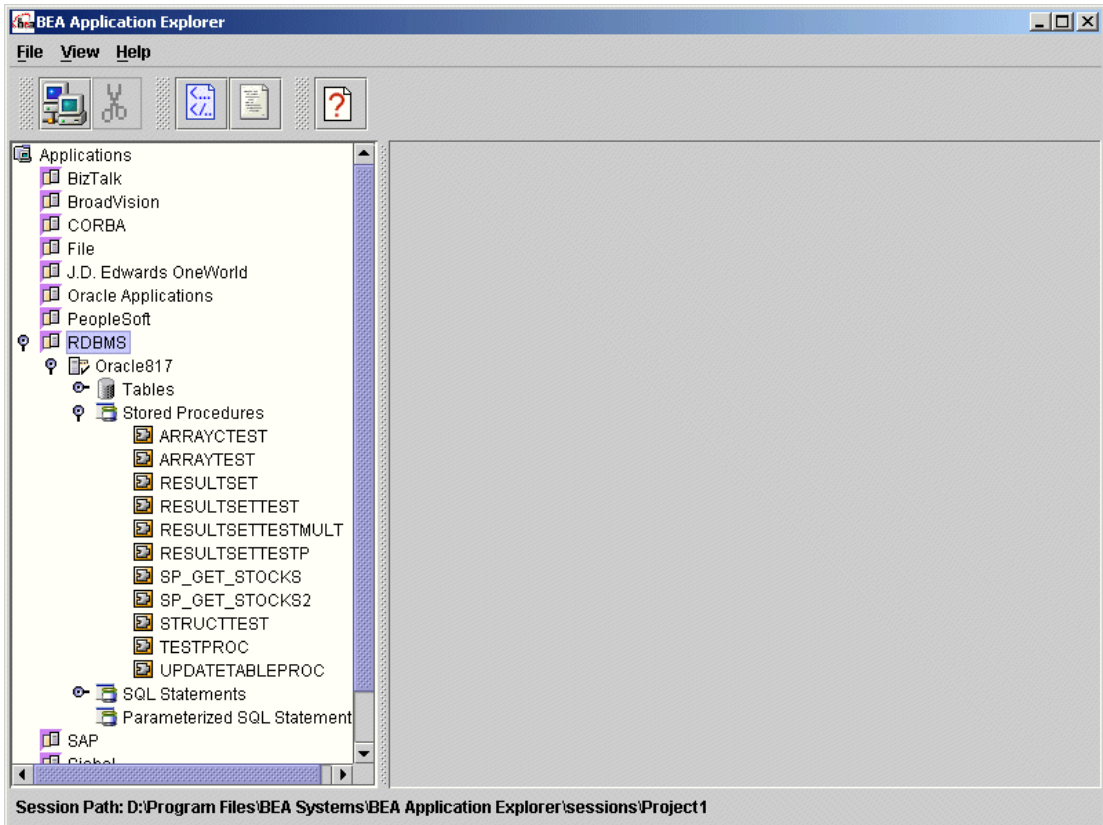 BEA Application Explorer
File View Help
Applications
BizTalk
BroadVision
CORBA
File
J.D. Edwards OneWorld
Oracle Applications
PeopleSoft
RDBMS
Oracle817
Tables
Stored Procedures
ARRAYCTEST
ARRAYTEST
RESULTSET
RESULTSETTEST
RESULTSETTESTMULT
RESULTSETTESTP
SP_GET_STOCKS
SP_GET_STOCKS2
STRUCTTEST
TESTPROC
UPDATETABLEPROC
SQL Statements
Parameterized SQL Statement
SAP
Session Path: D:\Program Files\BEA Systems\BEA Application Explorer\sessions\Project1